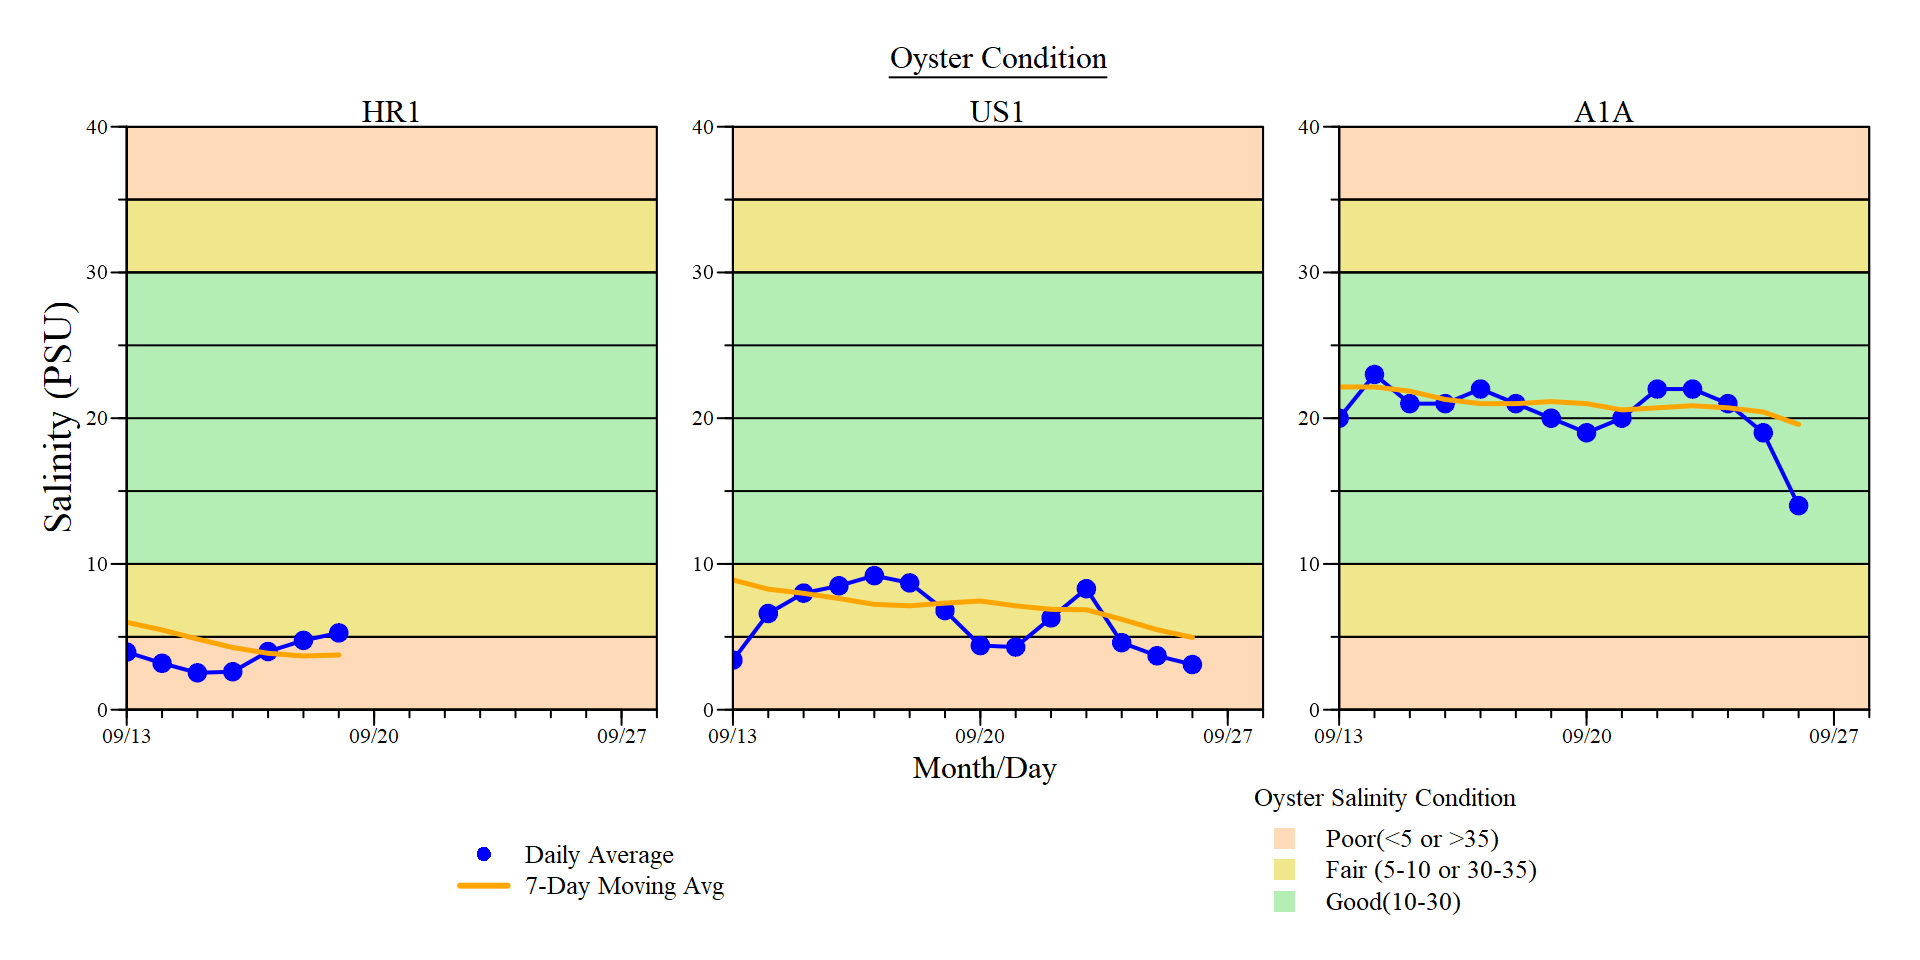 Oyster Condition
HR1
US1
A1A
Salinity (PSU)
40
30
20
10
0
09/13
09/20
09/27
40
30
20
10
0
09/13
09/20
09/27
40
30
20
10
0
09/13
09/20
09/27
Month/Day
Daily Average
7-Day Moving Avg
Oyster Salinity Condition
Poor(<5 or >35)
Fair (5-10 or 30-35)
Good(10-30)